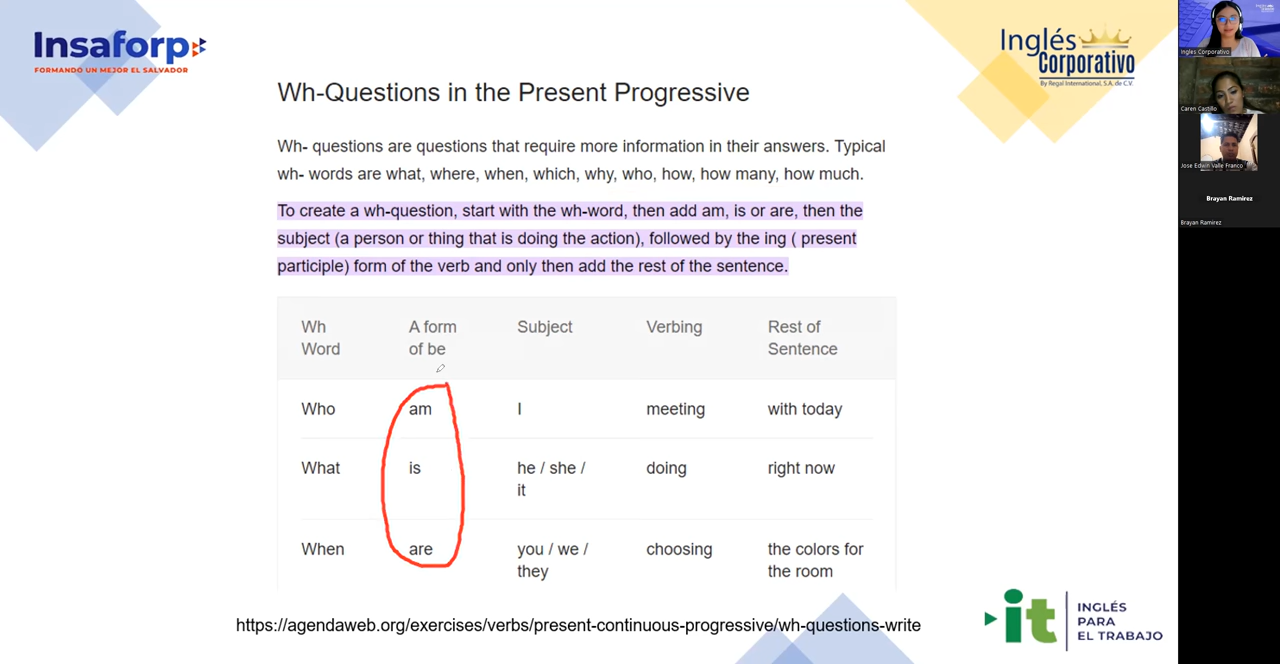 Insaforp
FORMANDO UN MEJOR EL SALVADOR
Inglés
Corporativo
By Regal International, S.A. de C.V.
Wh-Questions in the Present Progressive
Wh- questions are questions that require more information in their answers. Typical
wh- words are what, where, when, which, why, who, how, how many, how much.
To create a wh-question, start with the wh-word, then add am, is or are, then the
subject (a person or thing that is doing the action), followed by the ing ( present
participle) form of the verb and only then add the rest of the sentence.
Wh Word A form of be Subject Verbing Rest of Sentence
Who am I meeting with today
What is he / she / it doing right now
When are you / we / they choosing the colors for the room
https://agendaweb.org/exercises/verbs/present-continuous-progressive/wh-questions-write
it
INGLÉS
PARA
EL TRABAJO
Inglés Corporativo
Caren Castillo
Jose Edwin Valle Franco
Brayan Ramirez
Brayan Ramirez